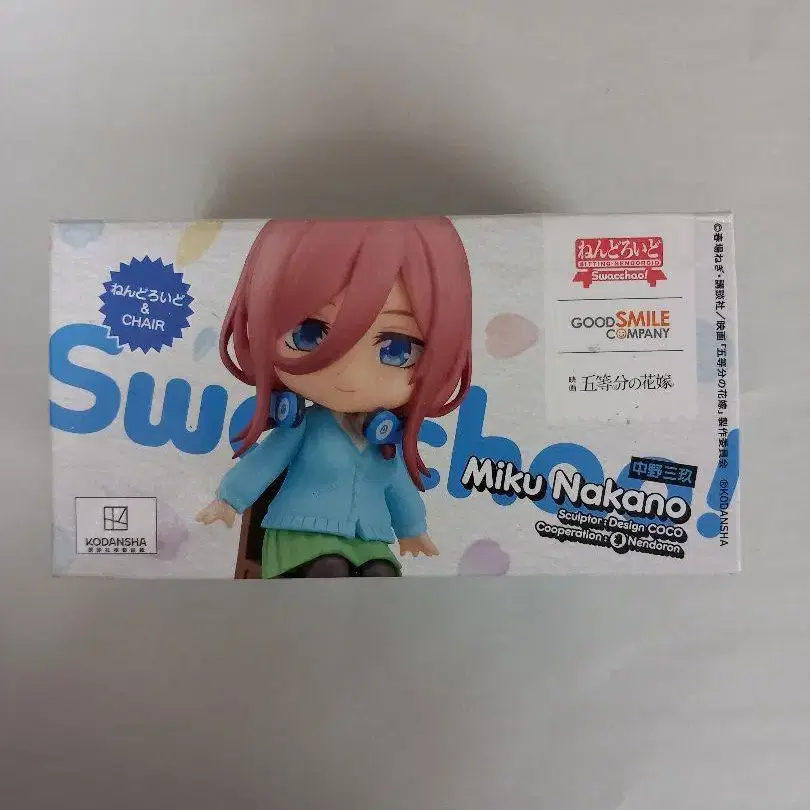 ねんどろいど
&
CHAIR
Swacchao!
ねんどろいど
SITTING NENDOROID
Swacchao!
GOOD SMILE
COMPANY
映画 五等分の花嫁
中野三玖
Miku Nakano
Sculptor : Design COCO
Cooperation : Nendoron
KODANSHA
©春場ねぎ・講談社／映画「五等分の花嫁」製作委員会 ®KODANSHA